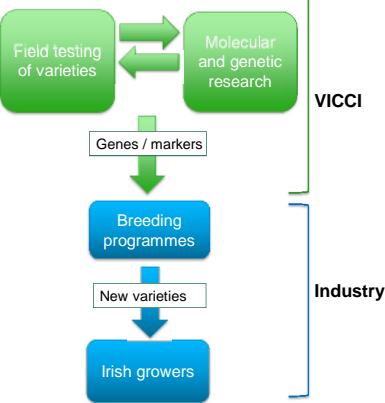 Field testing
of varieties
Molecular
and genetic
research
VICCI
Genes / markers
Breeding
programmes
New varieties
Industry
Irish growers